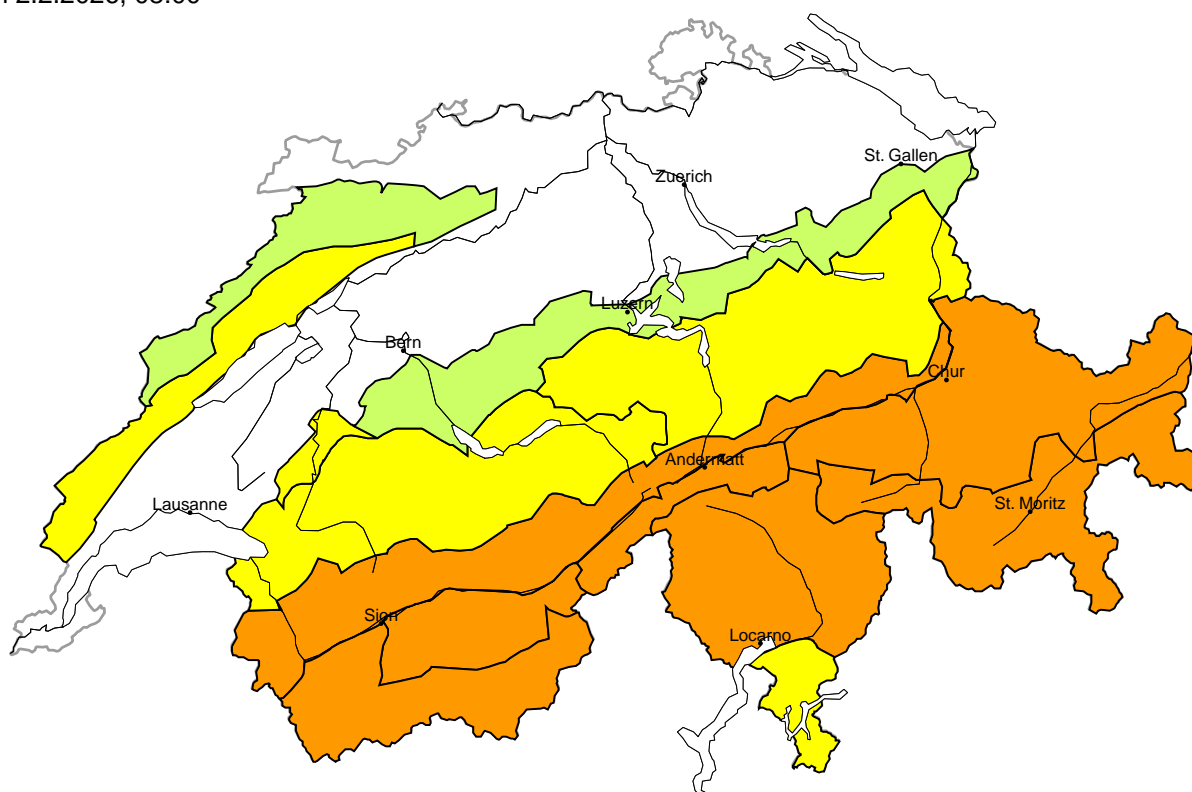 St. Gallen
Zuerich
Luzern
Bern
Chur
Andermatt
Lausanne
St. Moritz
Sion
Locarno